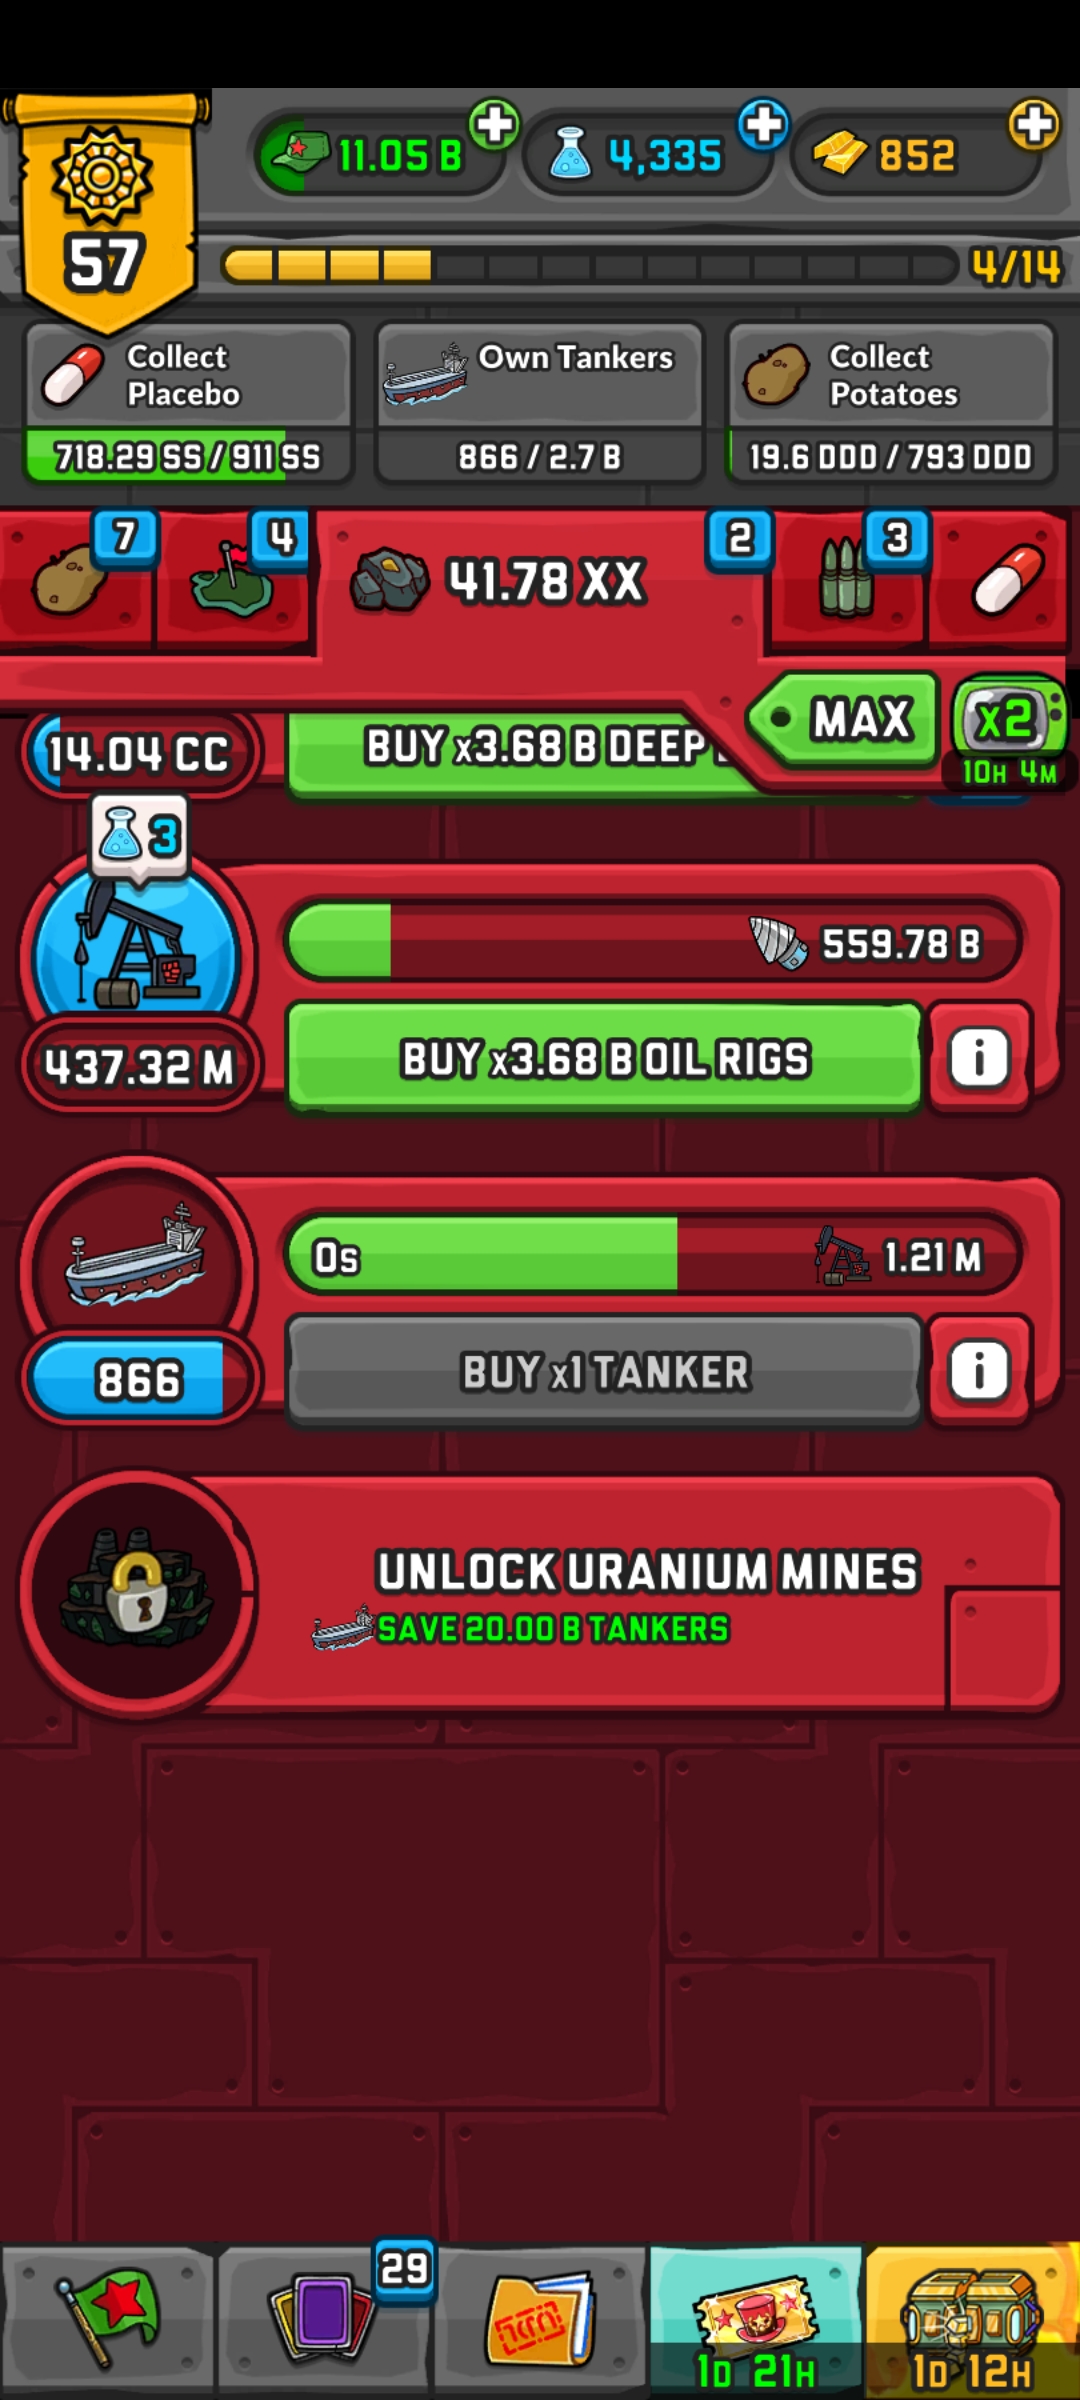 57
11.05 B
4,335
852
4/14
Collect
Placebo
718.29 SS / 911 SS
Own Tankers
866 / 2.7 B
Collect
Potatoes
19.6 DDD / 793 DDD
7
4
41.78 XX
2
3
MAX
x2
10H 4M
14.04 CC
BUY x3.68 B DEEP
3
559.78 B
437.32 M
BUY x3.68 B OIL RIGS
i
0s
1.21 M
866
BUY x1 TANKER
i
UNLOCK URANIUM MINES
SAVE 20.00 B TANKERS
29
1D 21H
1D 12H